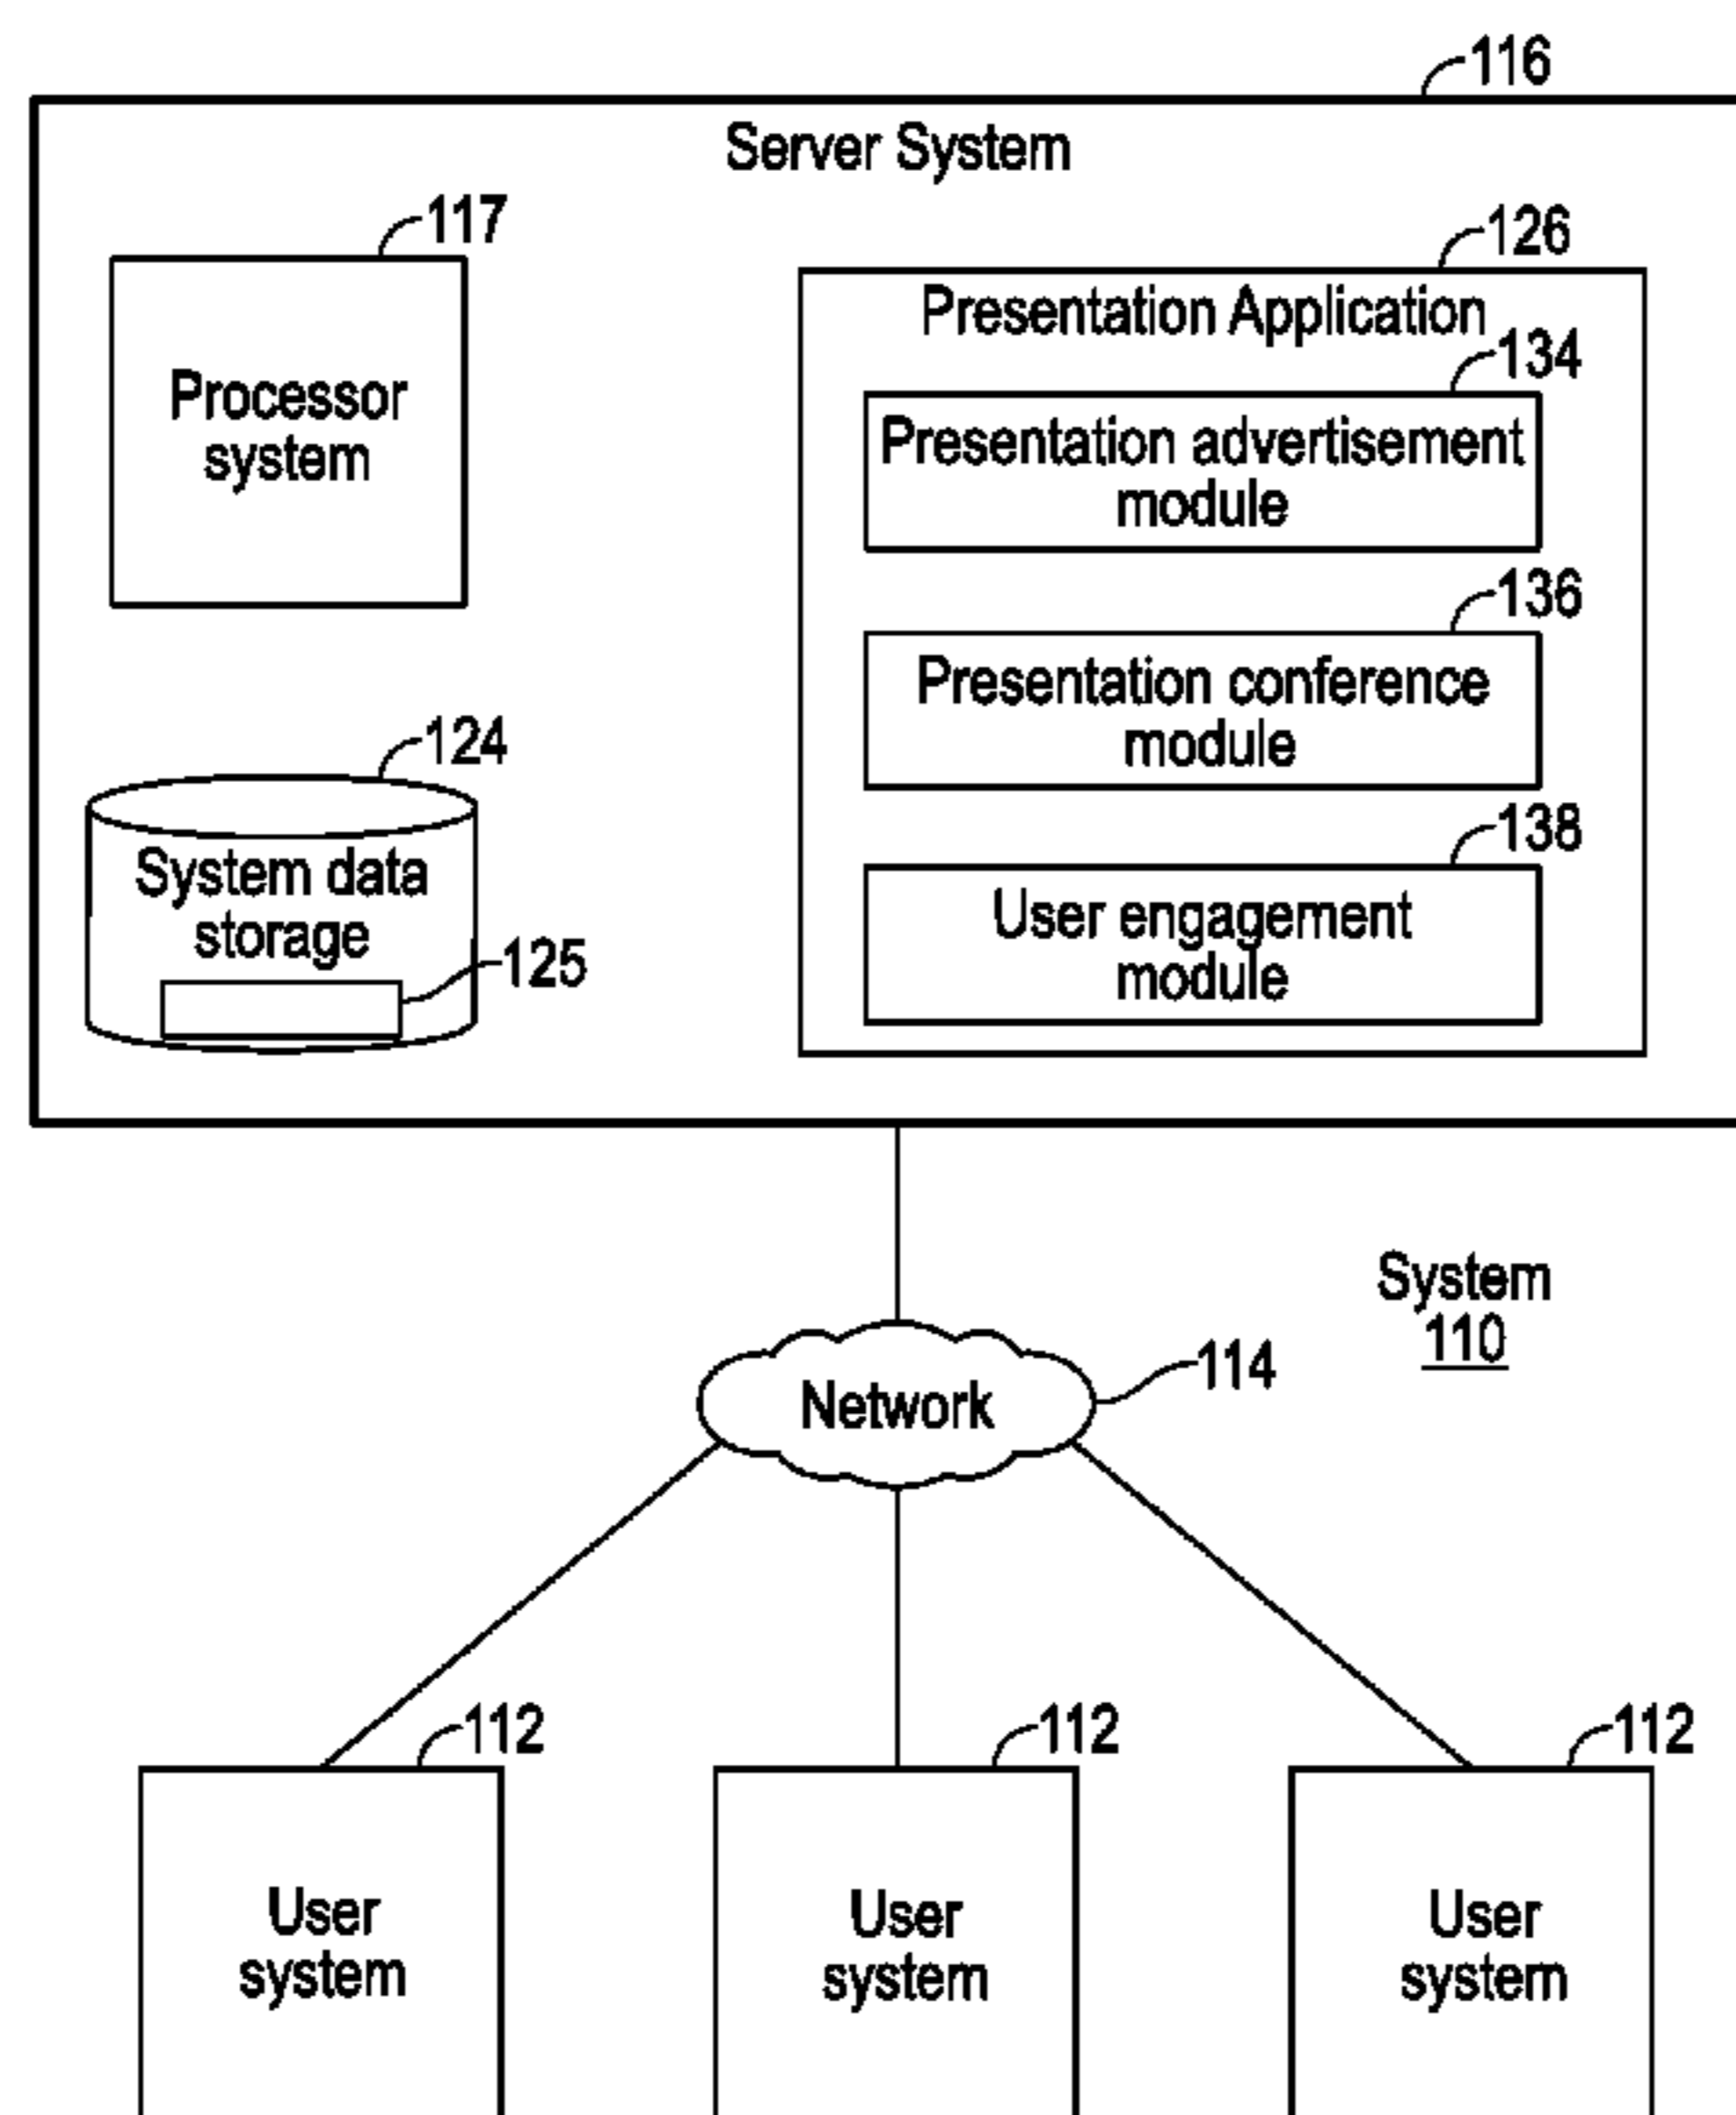 116
Server System
117
126
Presentation Application
134
Processor
system
Presentation advertisement
module
136
Presentation conference
module
124
138
System data
storage
User engagement
module
125
System
110
114
Network
112
112
112
User
system
User
system
User
system